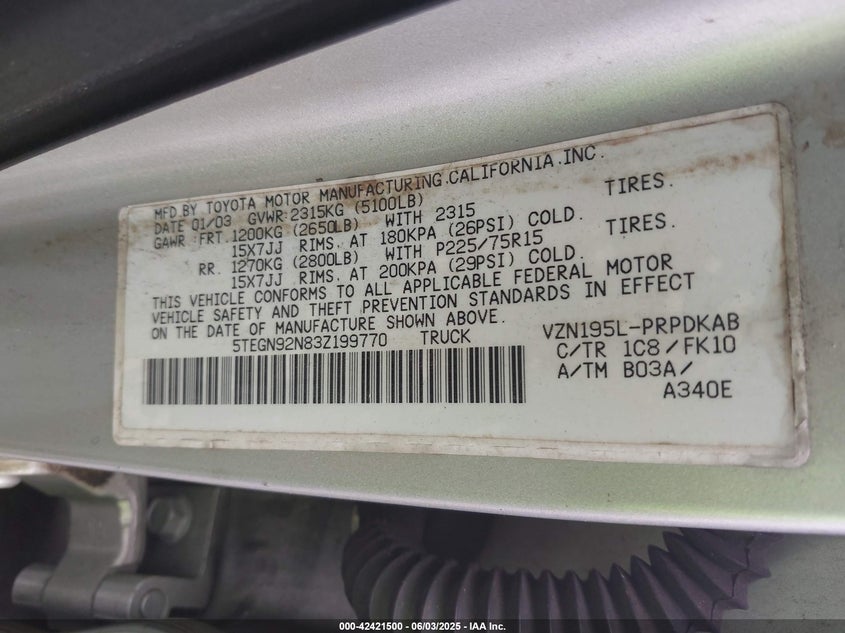 MFD.BY TOYOTA MOTOR MANUFACTURING.CALIFORNIA.INC.
DATE 01/03 GVWR:2315KG (5100LB)
GAWR :FRT.1200KG (2650LB) WITH 2315 TIRES.
15X7JJ RIMS. AT 180KPA (26PSI) COLD.
RR. 1270KG (2800LB) WITH P225/75R15 TIRES.
15X7JJ RIMS. AT 200KPA (29PSI) COLD.
THIS VEHICLE CONFORMS TO ALL APPLICABLE FEDERAL MOTOR
VEHICLE SAFETY AND THEFT PREVENTION STANDARDS IN EFFECT
ON THE DATE OF MANUFACTURE SHOWN ABOVE.
5TEGN92N83Z199770 TRUCK VZN195L-PRPDKAB
C/TR 1C8/FK10
A/TM B03A/
A340E
000-42421500 - 06/03/2025 - © IAA Inc.